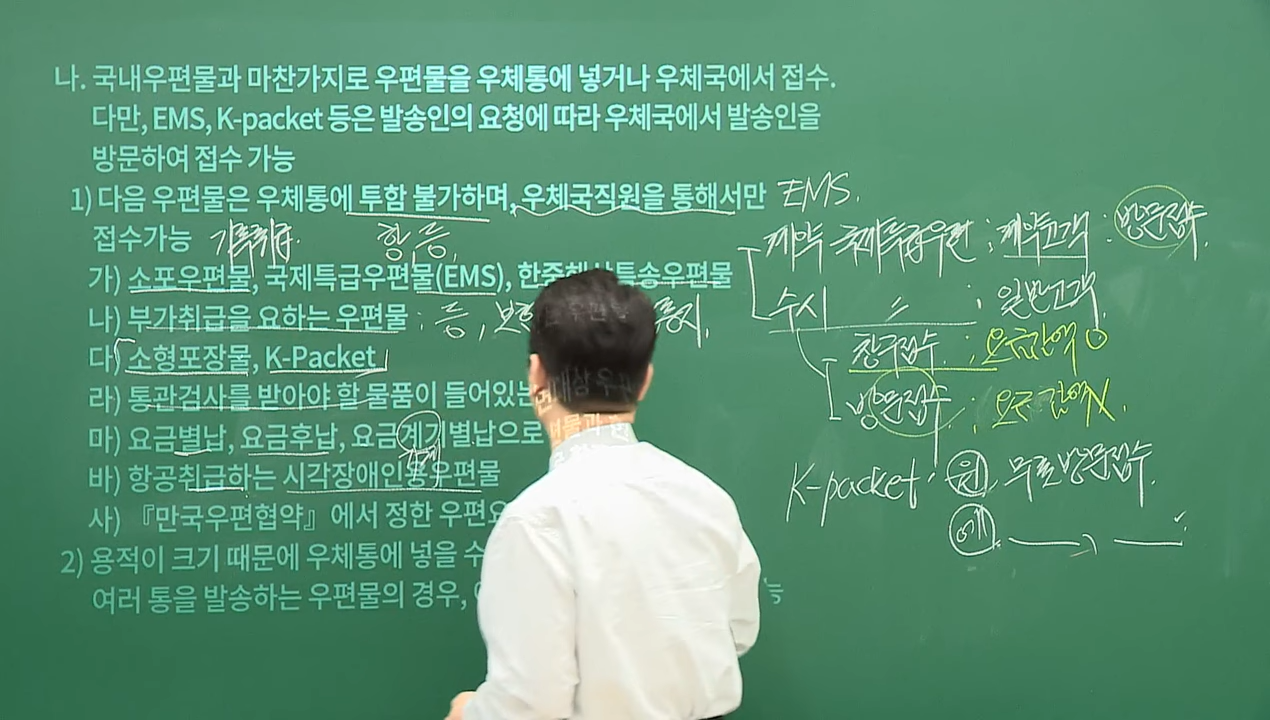 나. 국내우편물과 마찬가지로 우편물을 우체통에 넣거나 우체국에서 접수.
다만, EMS, K-packet 등은 발송인의 요청에 따라 우체국에서 발송인을
방문하여 접수 가능
1) 다음 우편물은 우체통에 투함 불가하며, 우체국직원을 통해서만
접수가능 기록취급. 항, 등,
가) 소포우편물, 국제특급우편물(EMS), 한중해상특송우편물
나) 부가취급을 요하는 우편물 : 등,
다) 소형포장물, K-Packet
라) 통관검사를 받아야 할 물품이 들어있는
마) 요금별납, 요금후납, 요금계기별납으로
바) 항공취급하는 시각장애인용우편물
사) 『만국우편협약』에서 정한 우편요
2) 용적이 크기 때문에 우체통에 넣을 수
여러 통을 발송하는 우편물의 경우,
EMS.
계약 국제특급우편 : 계약고객 : 방문접수.
수시 〃 : 일반고객
창구접수 : 요금감액 O
방문접수 : 요금감액 X.
K-packet : 원. 무료방문접수.